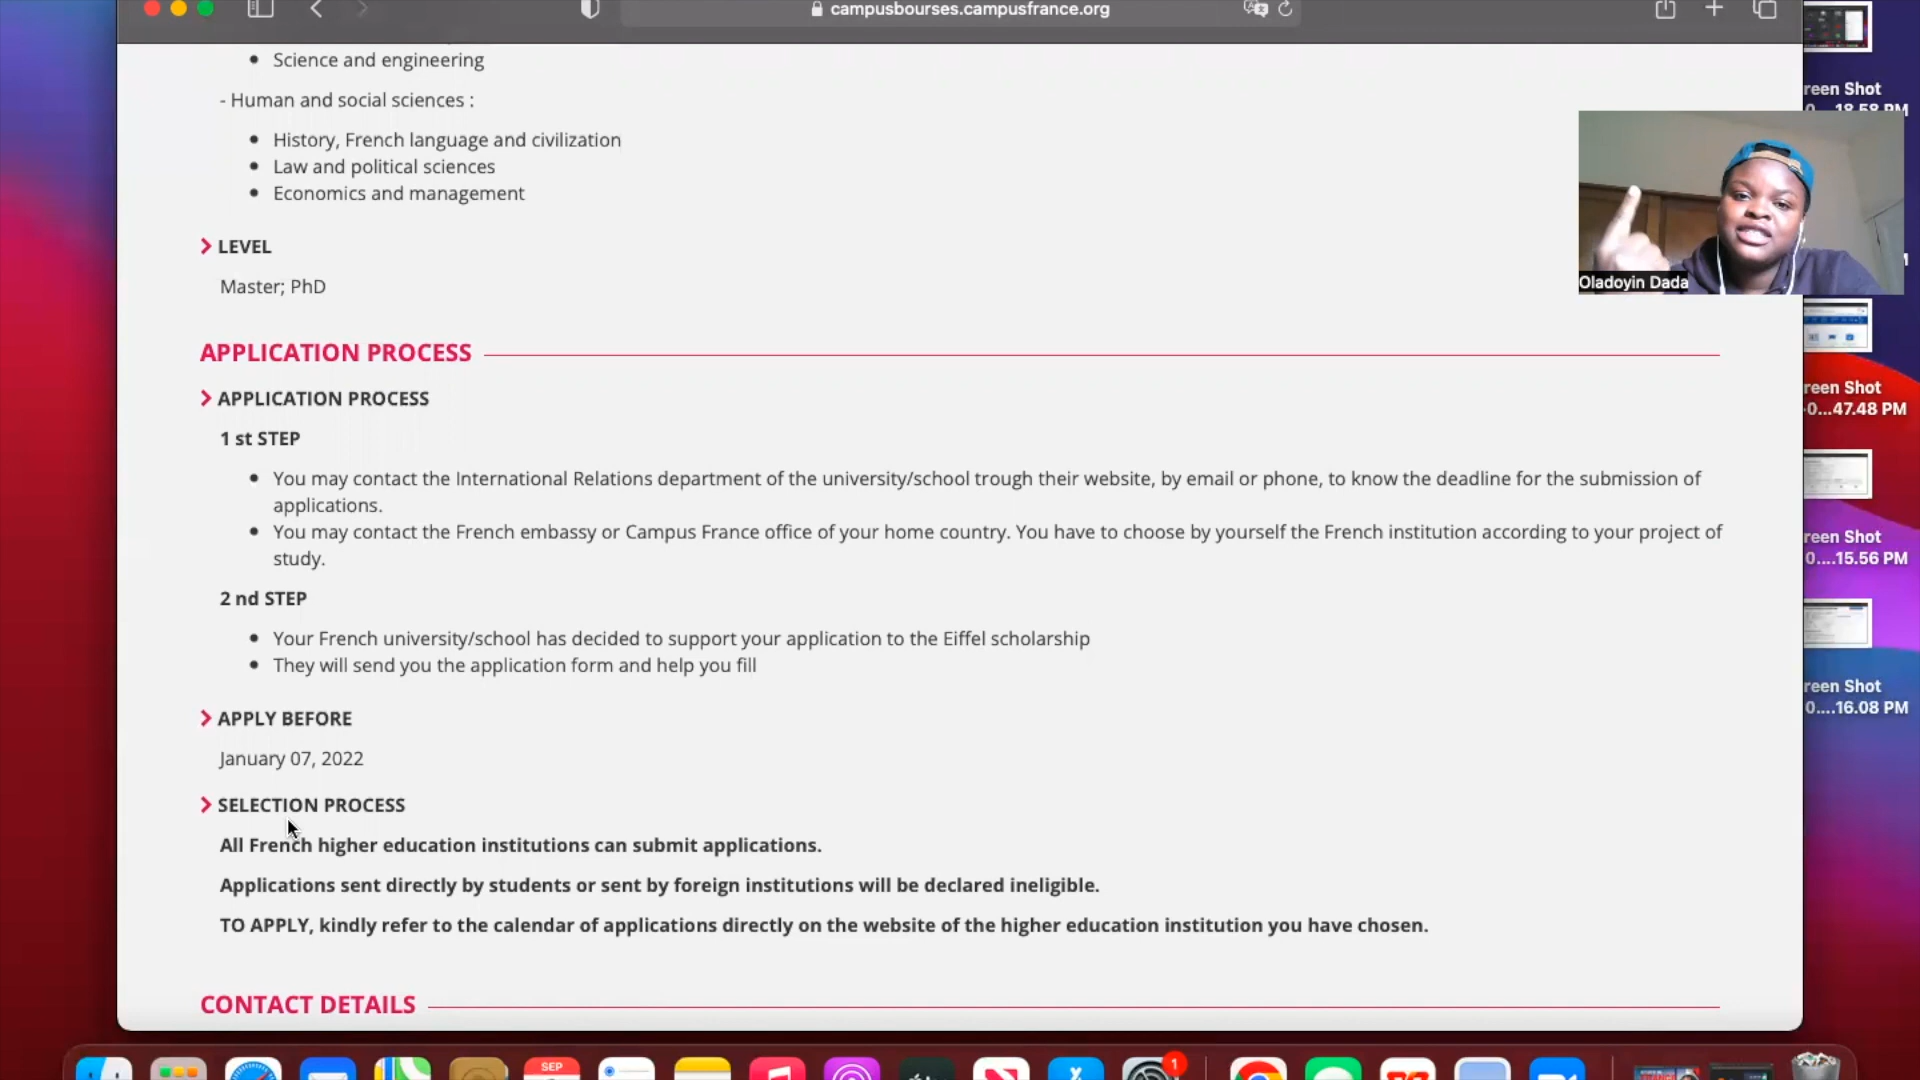 campusbourses.campusfrance.org
Science and engineering
- Human and social sciences :
History, French language and civilization
Law and political sciences
Economics and management
LEVEL
Master; PhD
APPLICATION PROCESS
APPLICATION PROCESS
1 st STEP
You may contact the International Relations department of the university/school trough their website, by email or phone, to know the deadline for the submission of
applications.
You may contact the French embassy or Campus France office of your home country. You have to choose by yourself the French institution according to your project of
study.
2 nd STEP
Your French university/school has decided to support your application to the Eiffel scholarship
They will send you the application form and help you fill
APPLY BEFORE
January 07, 2022
SELECTION PROCESS
All French higher education institutions can submit applications.
Applications sent directly by students or sent by foreign institutions will be declared ineligible.
TO APPLY, kindly refer to the calendar of applications directly on the website of the higher education institution you have chosen.
CONTACT DETAILS
Oladoyin Dada
reen Shot
0...18.58 PM
reen Shot
0...47.48 PM
reen Shot
0....15.56 PM
reen Shot
0....16.08 PM
SEP
1